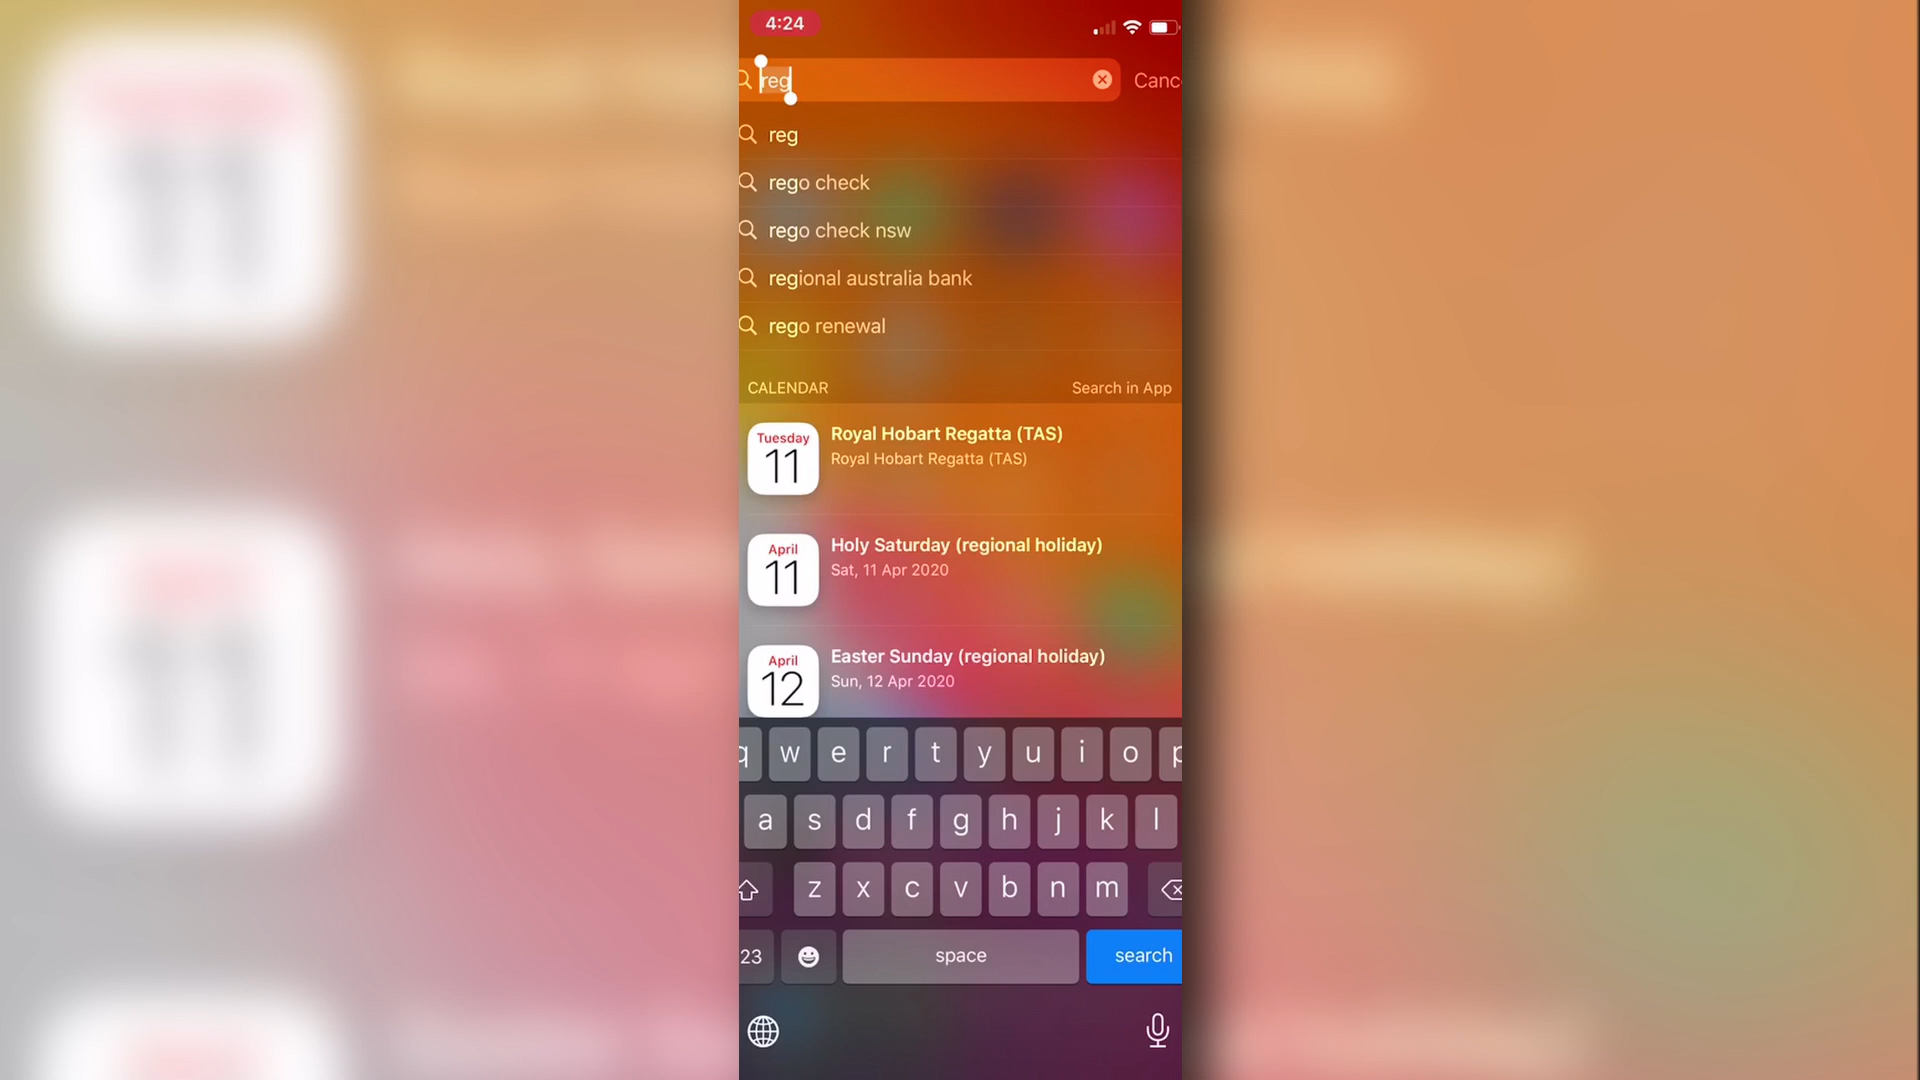 4:24
reg
Canc
reg
rego check
rego check nsw
regional australia bank
rego renewal
CALENDAR
Search in App
Tuesday
11
Royal Hobart Regatta (TAS)
Royal Hobart Regatta (TAS)
April
11
Holy Saturday (regional holiday)
Sat, 11 Apr 2020
April
12
Easter Sunday (regional holiday)
Sun, 12 Apr 2020
q w e r t y u i o p
a s d f g h j k l
z x c v b n m
23 space search